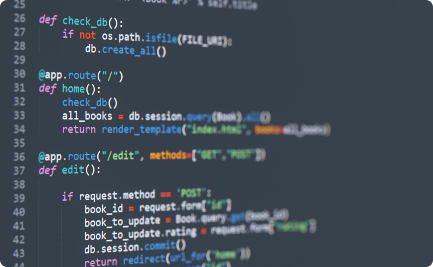 25 % self.title
26 def check_db():
27 if not os.path.isfile(FILE_URI):
28 db.create_all()
29
30 @app.route("/")
31 def home():
32 check_db()
33 all_books = db.session.query(Book).all()
34 return render_template("index.html", books=all_books)
35
36 @app.route("/edit", methods=["GET","POST"])
37 def edit():
38
39 if request.method == "POST":
40 book_id = request.form["id"]
41 book_to_update = Book.query.get(book_id)
42 book_to_update.rating = request.form["rating"]
db.session.commit()
return redirect(url_for('home'))